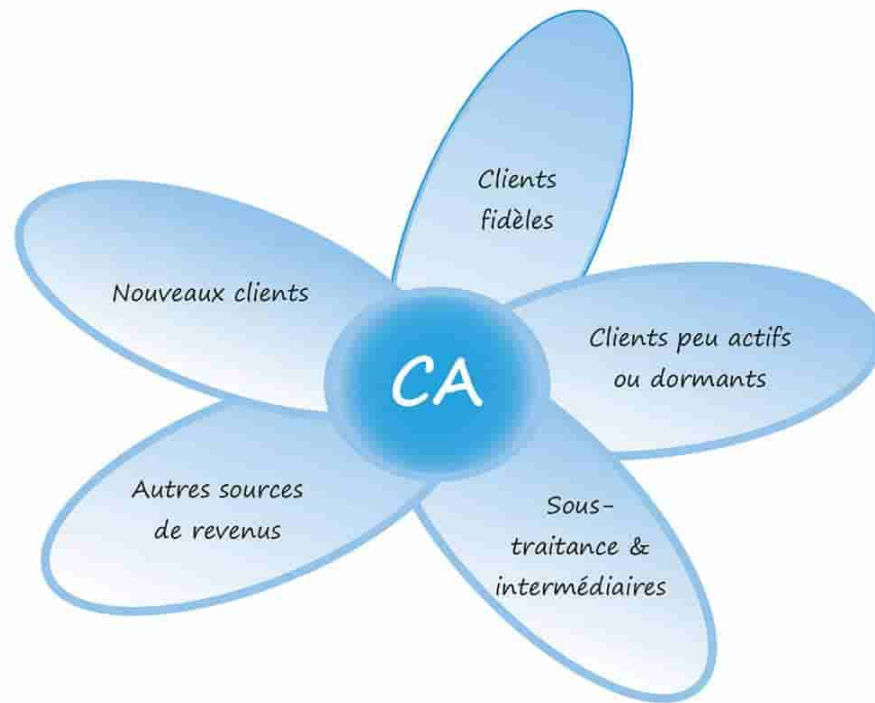 Clients
fidèles
Nouveaux clients
CA
Clients peu actifs
ou dormants
Autres sources
de revenus
Sous-
traitance &
intermédiaires